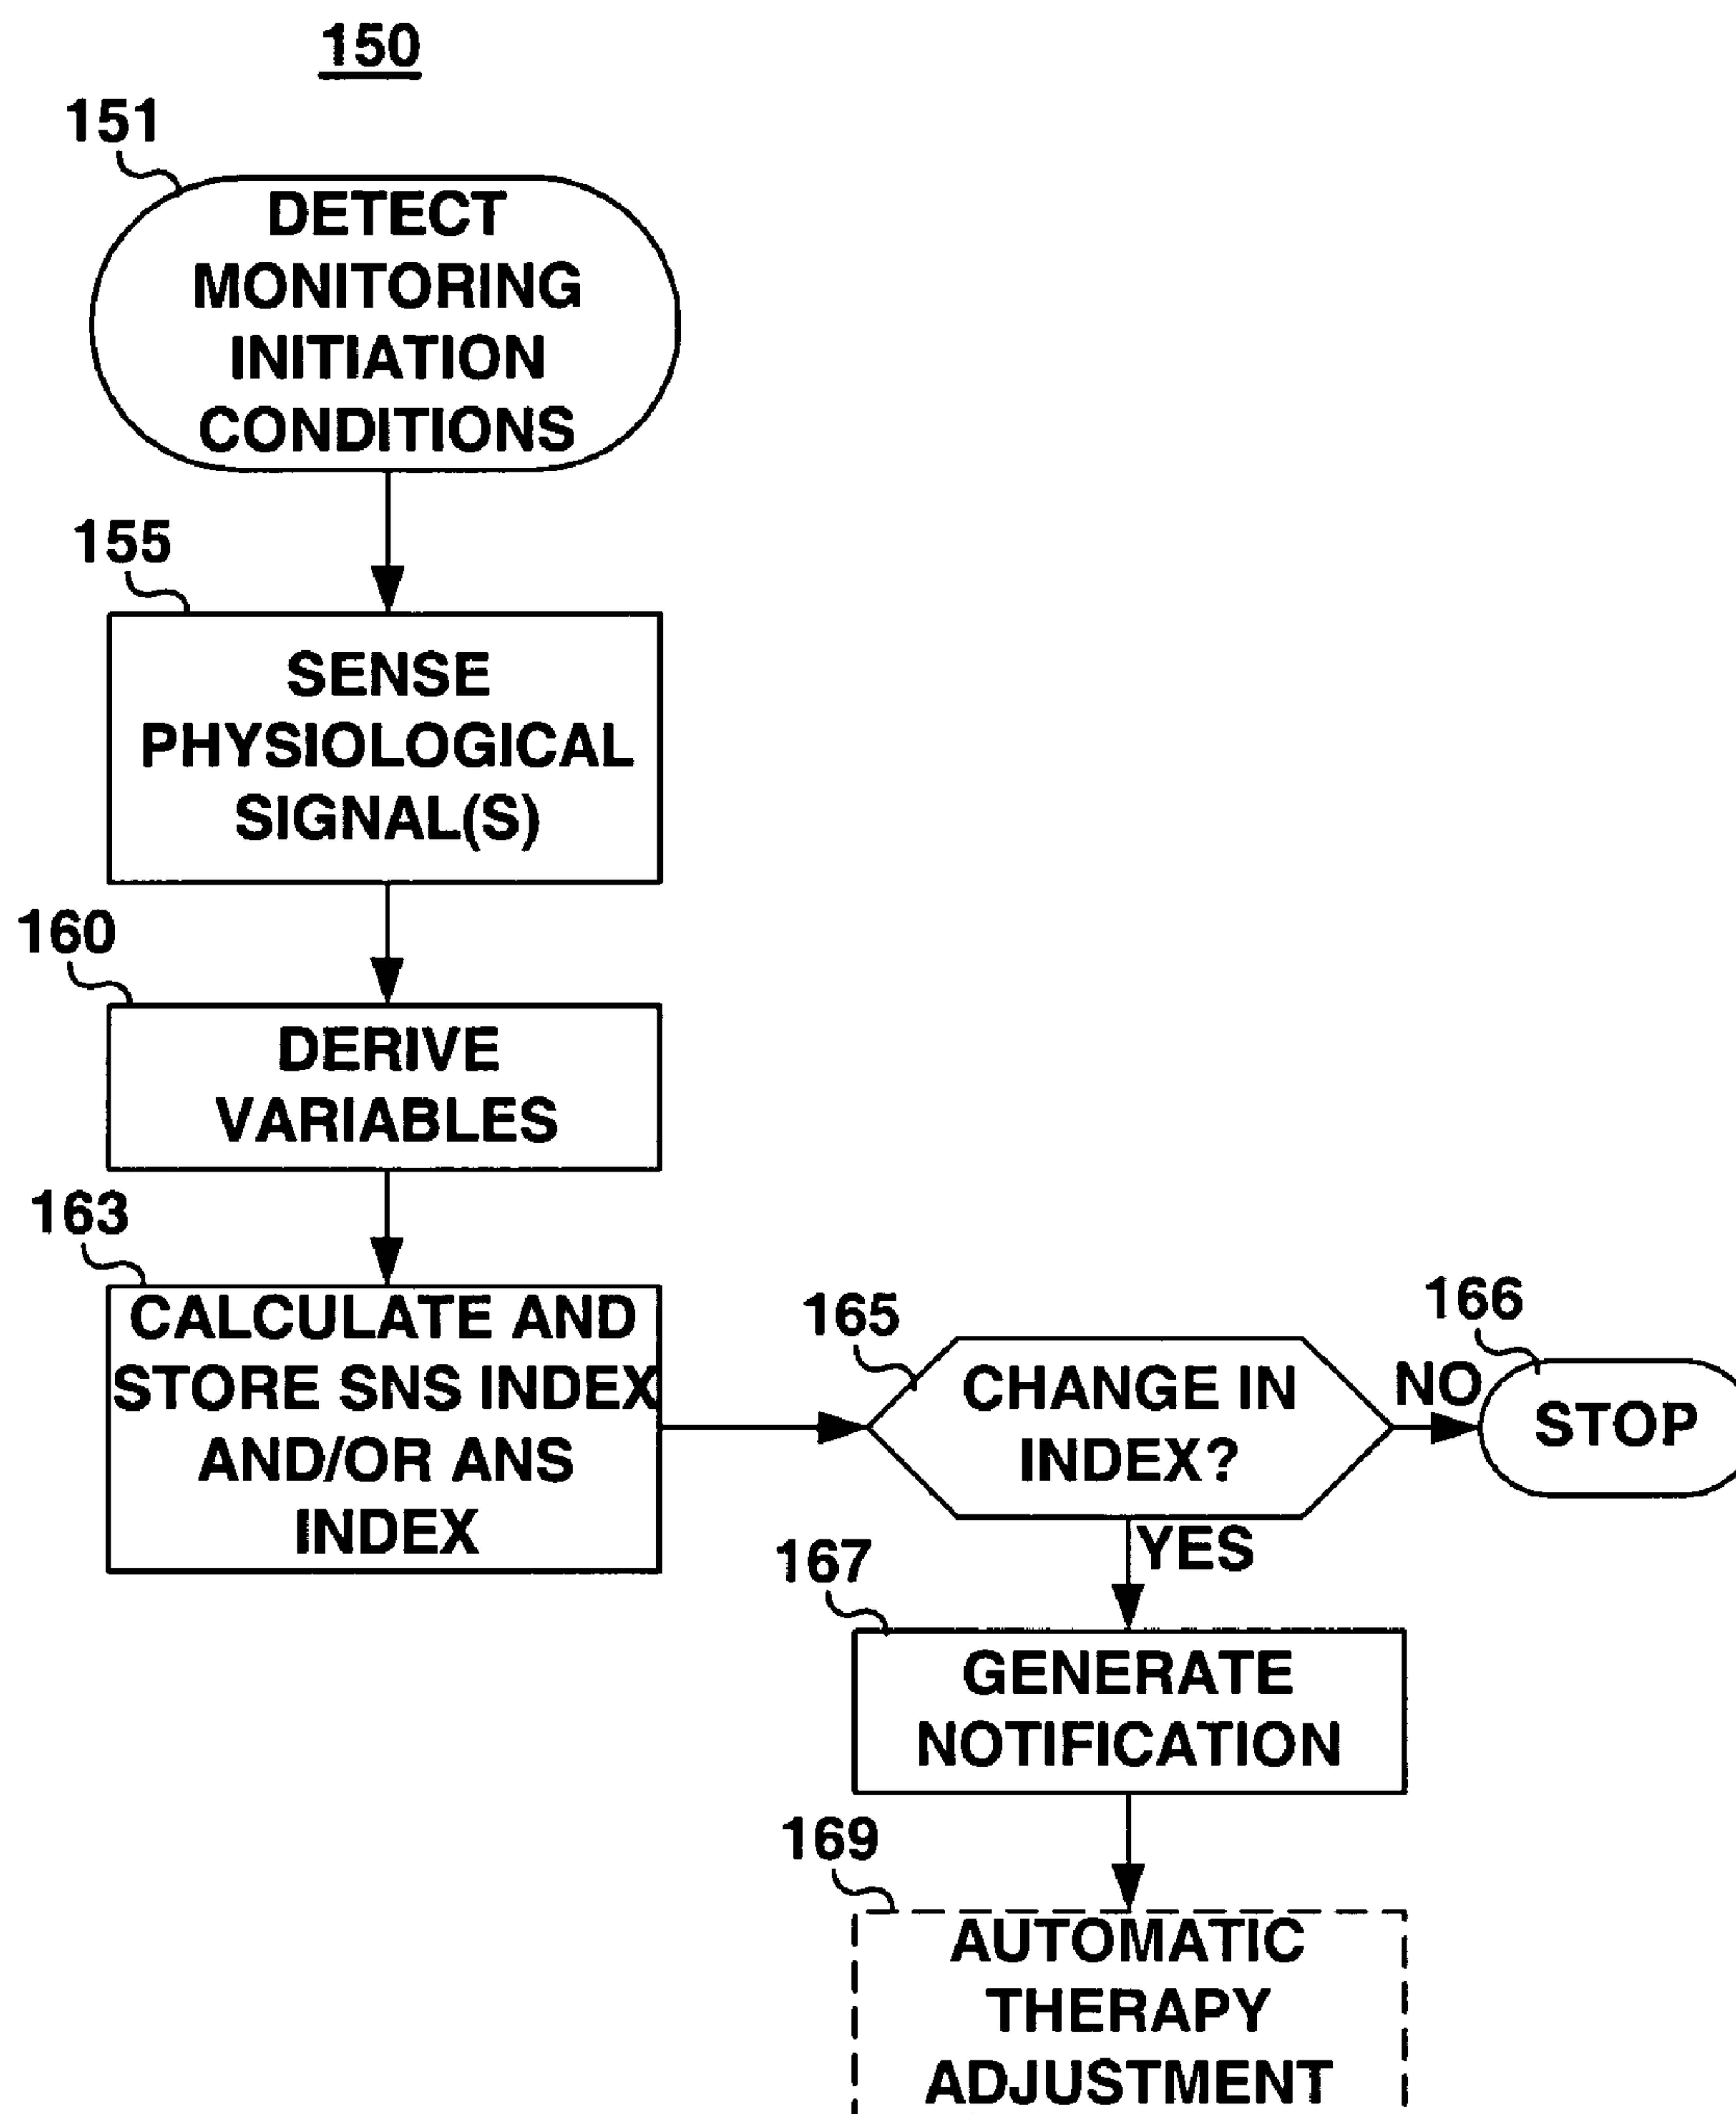 150
151
DETECT
MONITORING
INITIATION
CONDITIONS
155
SENSE
PHYSIOLOGICAL
SIGNAL(S)
160
DERIVE
VARIABLES
163
CALCULATE AND
STORE SNS INDEX
AND/OR ANS
INDEX
165
CHANGE IN
INDEX?
NO
166
STOP
YES
167
GENERATE
NOTIFICATION
169
AUTOMATIC
THERAPY
ADJUSTMENT